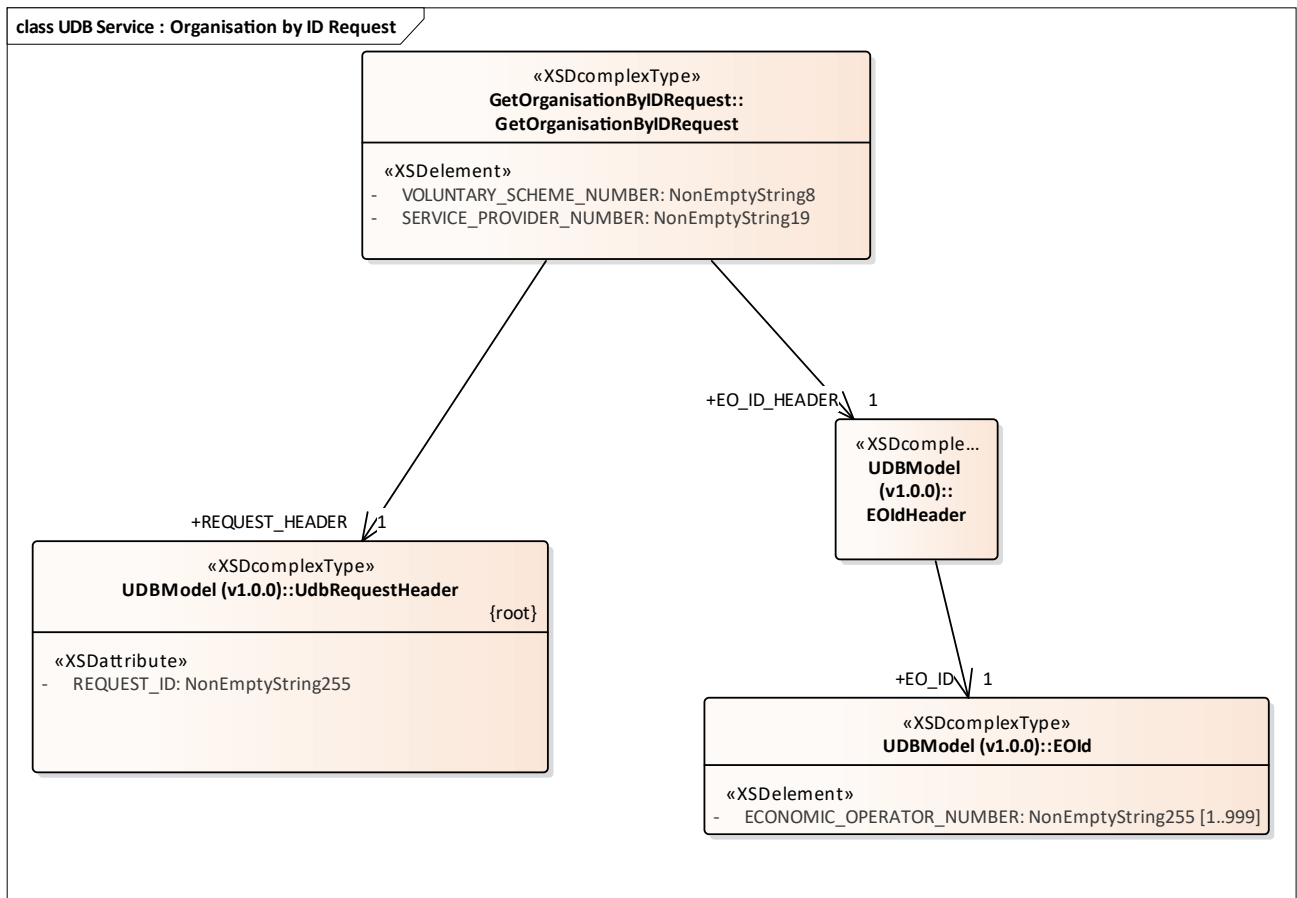 class UDB Service : Organisation by ID Request
«XSDcomplexType»
GetOrganisationByIDRequest::
GetOrganisationByIDRequest
«XSDelement»
- VOLUNTARY_SCHEME_NUMBER: NonEmptyString8
- SERVICE_PROVIDER_NUMBER: NonEmptyString19
+EO_ID_HEADER 1
«XSDcomple...
UDBModel
(v1.0.0)::
EOIdHeader
+REQUEST_HEADER 1
«XSDcomplexType»
UDBModel (v1.0.0)::UdbRequestHeader
{root}
«XSDattribute»
- REQUEST_ID: NonEmptyString255
+EO_ID 1
«XSDcomplexType»
UDBModel (v1.0.0)::EOId
«XSDelement»
- ECONOMIC_OPERATOR_NUMBER: NonEmptyString255 [1..999]